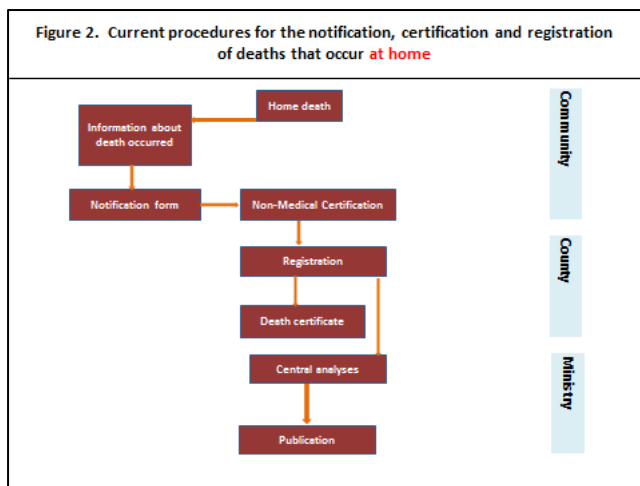 Figure 2.  Current procedures for the notification, certification and registration
of deaths that occur at home
Home death
Information about
death occurred
Notification form
Non-Medical Certification
Registration
Death certificate
Central analyses
Publication
Community
County
Ministry